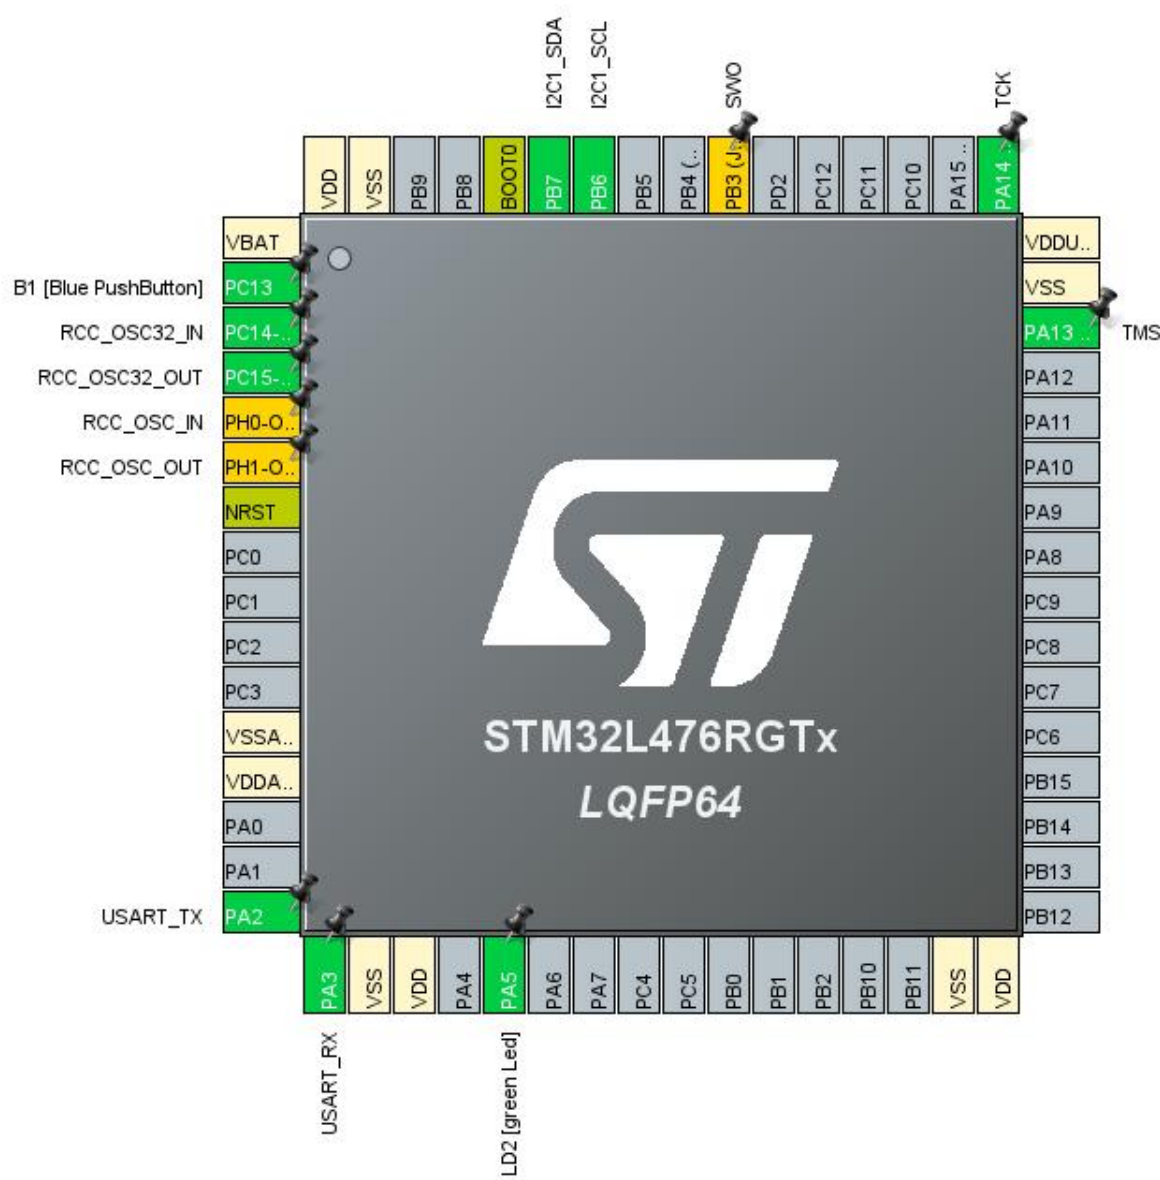 I2C1_SDA
I2C1_SCL
SWO
TCK
VDD
VSS
PB9
PB8
BOOT0
PB7
PB6
PB5
PB4 (..
PB3 (J..
PD2
PC12
PC11
PC10
PA15 ..
PA14 ..
VBAT
B1 [Blue PushButton] PC13
RCC_OSC32_IN PC14-..
RCC_OSC32_OUT PC15-..
RCC_OSC_IN PH0-O..
RCC_OSC_OUT PH1-O..
NRST
PC0
PC1
PC2
PC3
VSSA..
VDDA..
PA0
PA1
USART_TX PA2
STM32L476RGTx
LQFP64
VDDU..
VSS
PA13 .. TMS
PA12
PA11
PA10
PA9
PA8
PC9
PC8
PC7
PC6
PB15
PB14
PB13
PB12
PA3
VSS
VDD
PA4
PA5
PA6
PA7
PC4
PC5
PB0
PB1
PB2
PB10
PB11
VSS
VDD
USART_RX
LD2 [green Led]